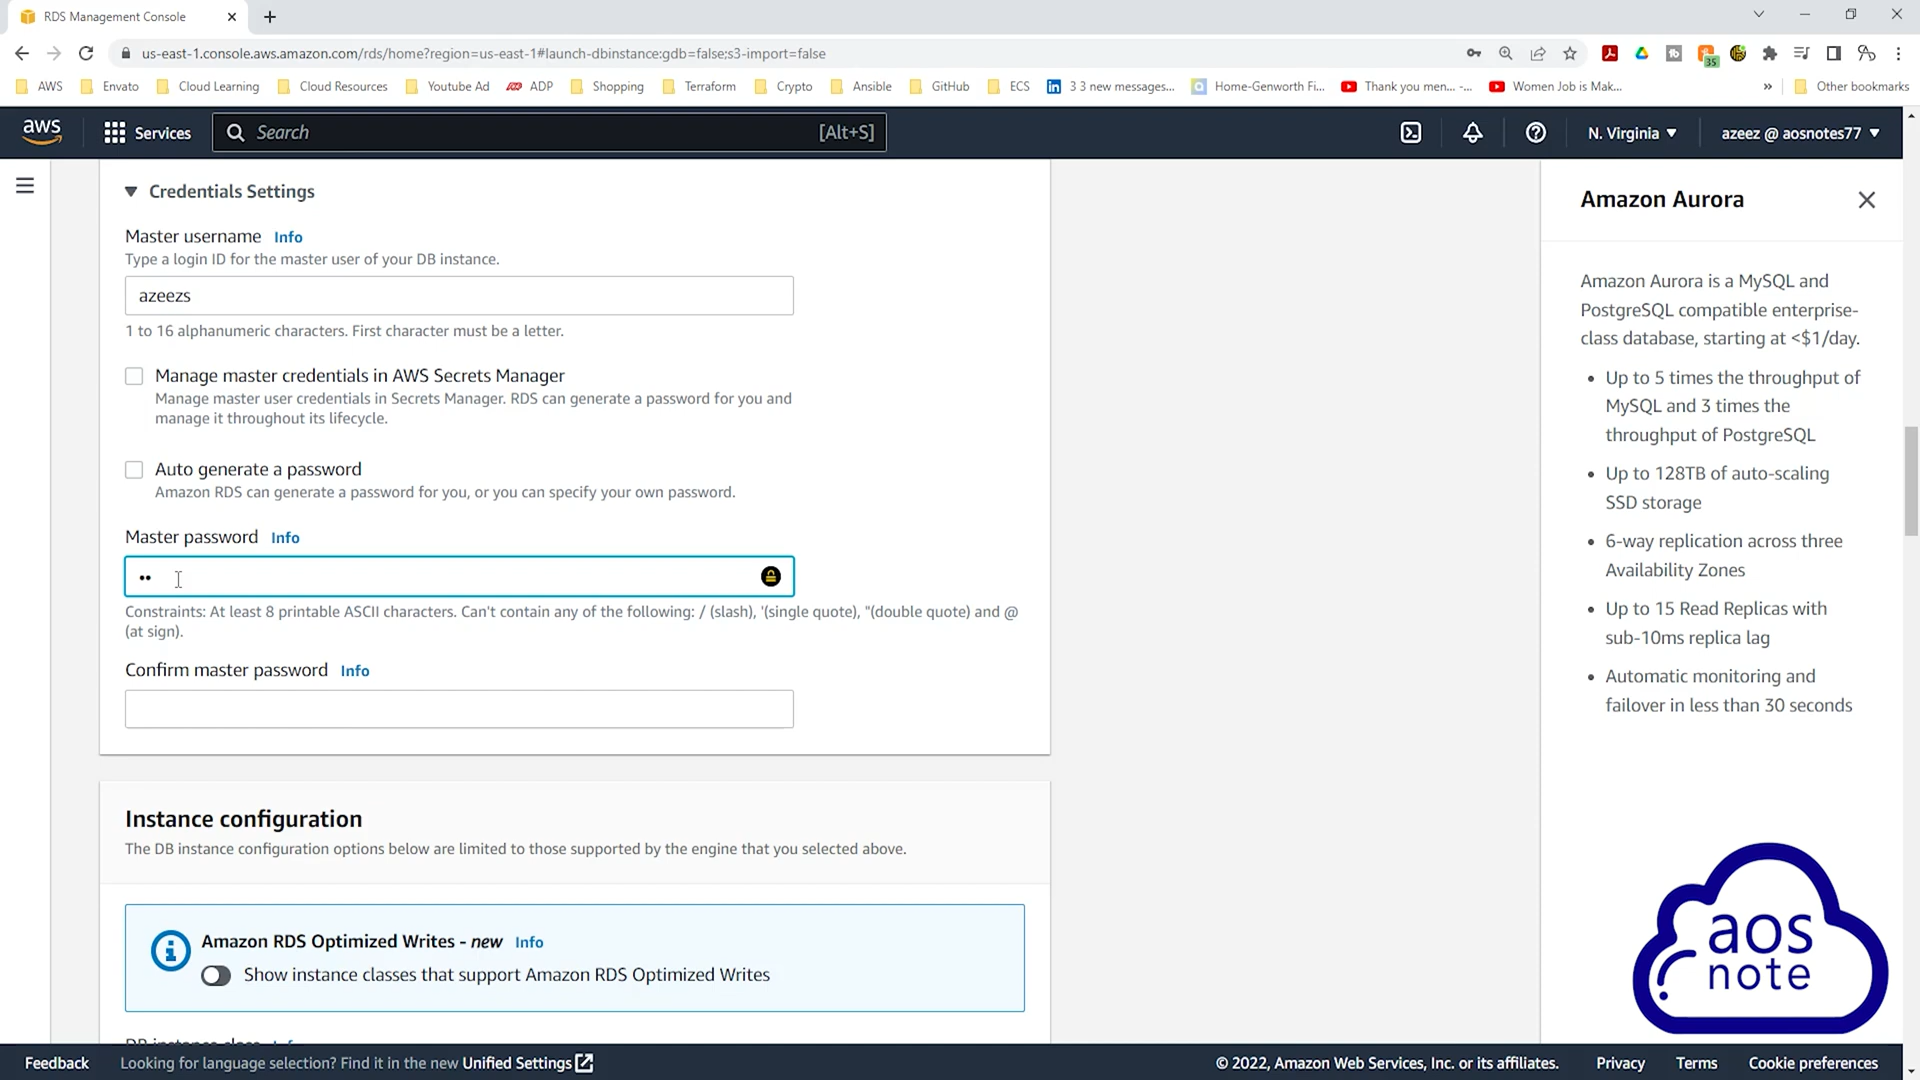 RDS Management Console
us-east-1.console.aws.amazon.com/rds/home?region=us-east-1#launch-dbinstance:gdb=false;s3-import=false
35
AWS Envato Cloud Learning Cloud Resources Youtube Ad ADP Shopping Terraform Crypto Ansible GitHub ECS 3 3 new messages... Home-Genworth Fi... Thank you men... -... Women Job is Mak... » Other bookmarks
aws Services Search [Alt+S] N. Virginia azeez @ aosnotes77
Credentials Settings
Master username Info
Type a login ID for the master user of your DB instance.
azeezs
1 to 16 alphanumeric characters. First character must be a letter.
Manage master credentials in AWS Secrets Manager
Manage master user credentials in Secrets Manager. RDS can generate a password for you and
manage it throughout its lifecycle.
Auto generate a password
Amazon RDS can generate a password for you, or you can specify your own password.
Master password Info
••
Constraints: At least 8 printable ASCII characters. Can't contain any of the following: / (slash), '(single quote), "(double quote) and @
(at sign).
Confirm master password Info
Instance configuration
The DB instance configuration options below are limited to those supported by the engine that you selected above.
Amazon RDS Optimized Writes - new Info
Show instance classes that support Amazon RDS Optimized Writes
Amazon Aurora
Amazon Aurora is a MySQL and
PostgreSQL compatible enterprise-
class database, starting at <$1/day.
• Up to 5 times the throughput of
MySQL and 3 times the
throughput of PostgreSQL
• Up to 128TB of auto-scaling
SSD storage
• 6-way replication across three
Availability Zones
• Up to 15 Read Replicas with
sub-10ms replica lag
• Automatic monitoring and
failover in less than 30 seconds
aos
note
Feedback Looking for language selection? Find it in the new Unified Settings © 2022, Amazon Web Services, Inc. or its affiliates. Privacy Terms Cookie preferences